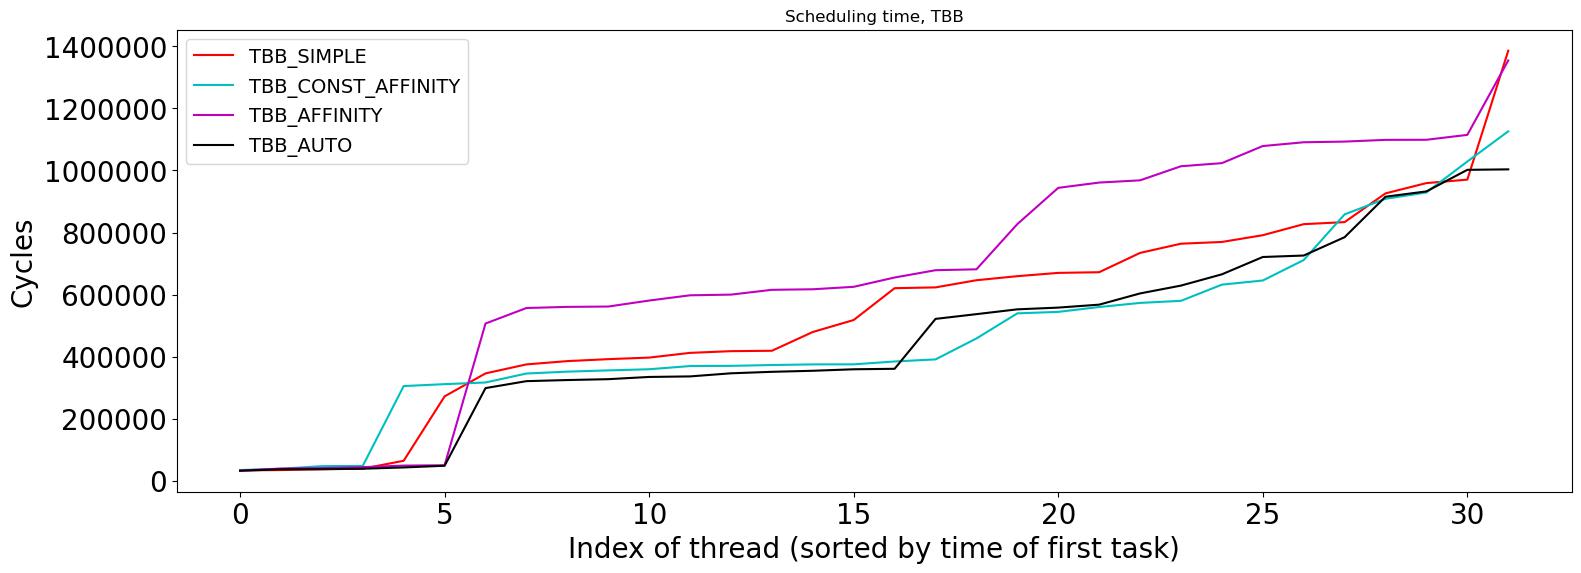 Scheduling time, TBB
1400000
1200000
1000000
800000
600000
400000
200000
0
Cycles
TBB_SIMPLE
TBB_CONST_AFFINITY
TBB_AFFINITY
TBB_AUTO
0 5 10 15 20 25 30
Index of thread (sorted by time of first task)